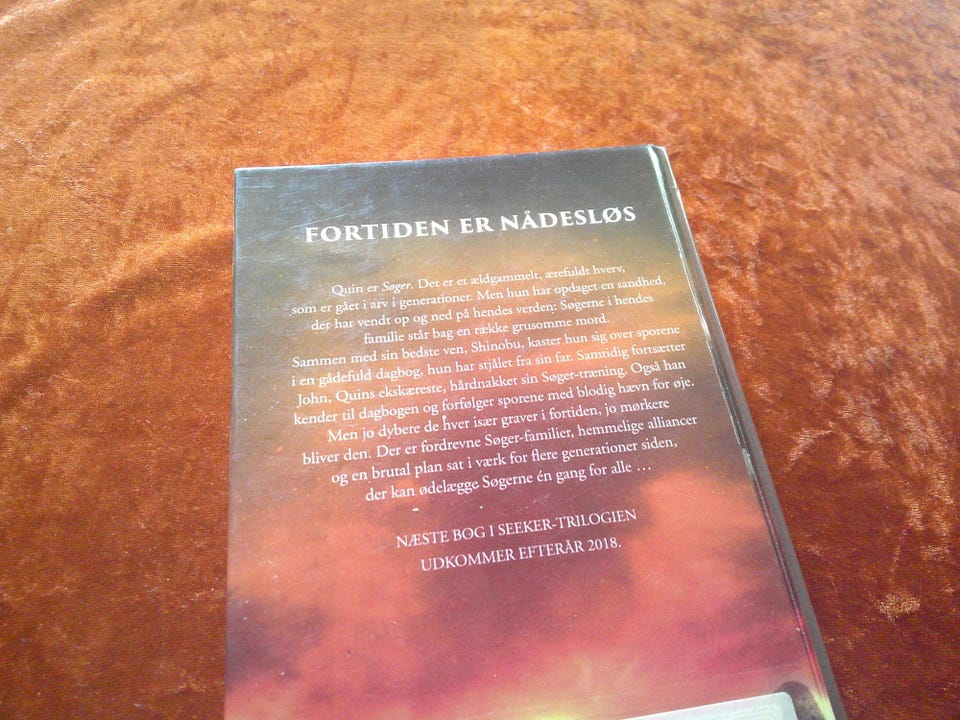 FORTIDEN ER NÅDESLØS
Quin er Søger. Det er et ældgammelt, ærefuldt hverv,
som er gået i arv i generationer. Men hun har opdaget en sandhed,
der har vendt op og ned på hendes verden: Søgerne i hendes
familie står bag en række grusomme mord.
Sammen med sin bedste ven, Shinobu, kaster hun sig over sporene
i en gådefuld dagbog, hun har stjålet fra sin far. Samtidig fortsætter
John, Quins ekskæreste, hårdnakket sin Søger-træning. Også han
kender til dagbogen og forfølger sporene med blodig hævn for øje.
Men jo dybere de hver især graver i fortiden, jo mørkere
bliver den. Der er fordrevne Søger-familier, hemmelige alliancer
og en brutal plan sat i værk for flere generationer siden,
der kan ødelægge Søgerne én gang for alle ...
NÆSTE BOG I SEEKER-TRILOGIEN
UDKOMMER EFTERÅR 2018.